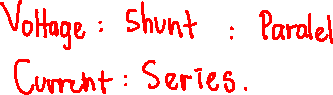 Voltage : Shunt : Paralel
Current : Series.